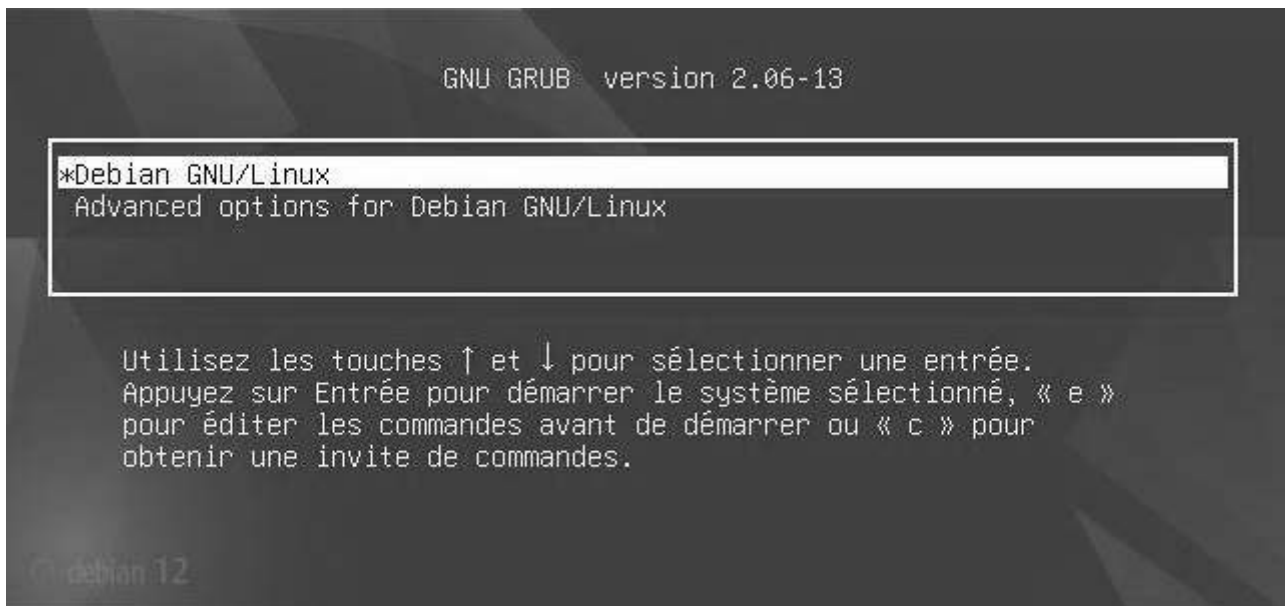 GNU GRUB version 2.06-13
*Debian GNU/Linux
Advanced options for Debian GNU/Linux
Utilisez les touches ↑ et ↓ pour sélectionner une entrée.
Appuyez sur Entrée pour démarrer le système sélectionné, « e »
pour éditer les commandes avant de démarrer ou « c » pour
obtenir une invite de commandes.
debian 12